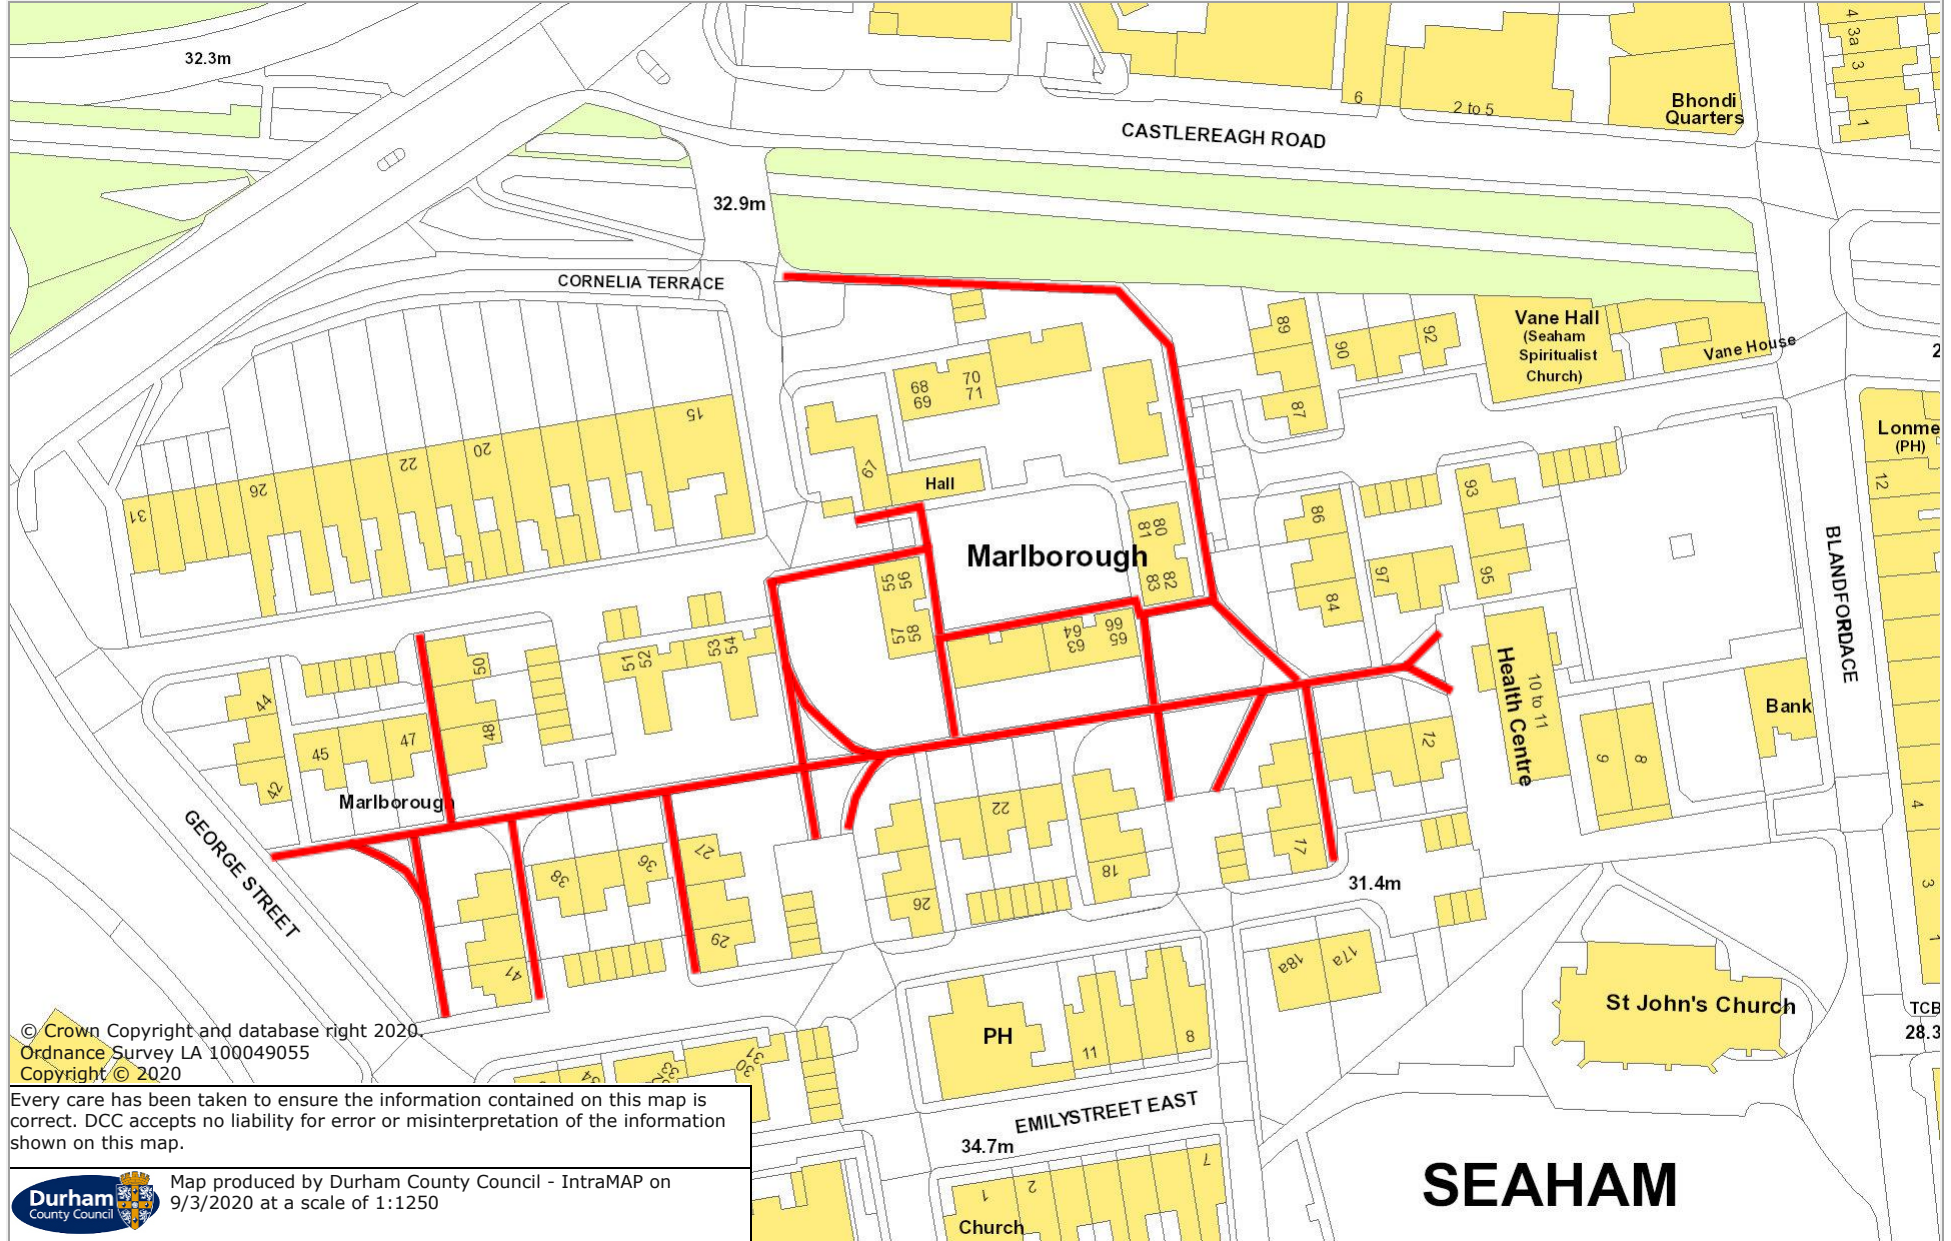 32.3m
4
3a
3
1
6
2 to 5
Bhondi
Quarters
CASTLEREAGH ROAD
32.9m
CORNELIA TERRACE
89
90
92
87
Vane Hall
(Seaham
Spiritualist
Church)
Vane House
2
68
69
70
71
67
Hall
15
20
22
26
31
Lonme
(PH)
12
Marlborough
80
81
82
83
86
84
93
95
97
BLANDFORDACE
55
56
57
58
63
64
65
66
50
48
51
52
53
54
44
42
45
47
Marlborough
GEORGE STREET
Health Centre
10 to 11
Bank
9
8
12
4
3
1
17
18
22
26
27
29
36
38
41
31.4m
18a
17a
St John's Church
TCB
28.3
PH
11
8
EMILYSTREET EAST
34.7m
34
30
31
1
2
7
Church
SEAHAM
© Crown Copyright and database right 2020.
Ordnance Survey LA 100049055
Copyright © 2020
Every care has been taken to ensure the information contained on this map is
correct. DCC accepts no liability for error or misinterpretation of the information
shown on this map.
Durham
County Council
Map produced by Durham County Council - IntraMAP on
9/3/2020 at a scale of 1:1250